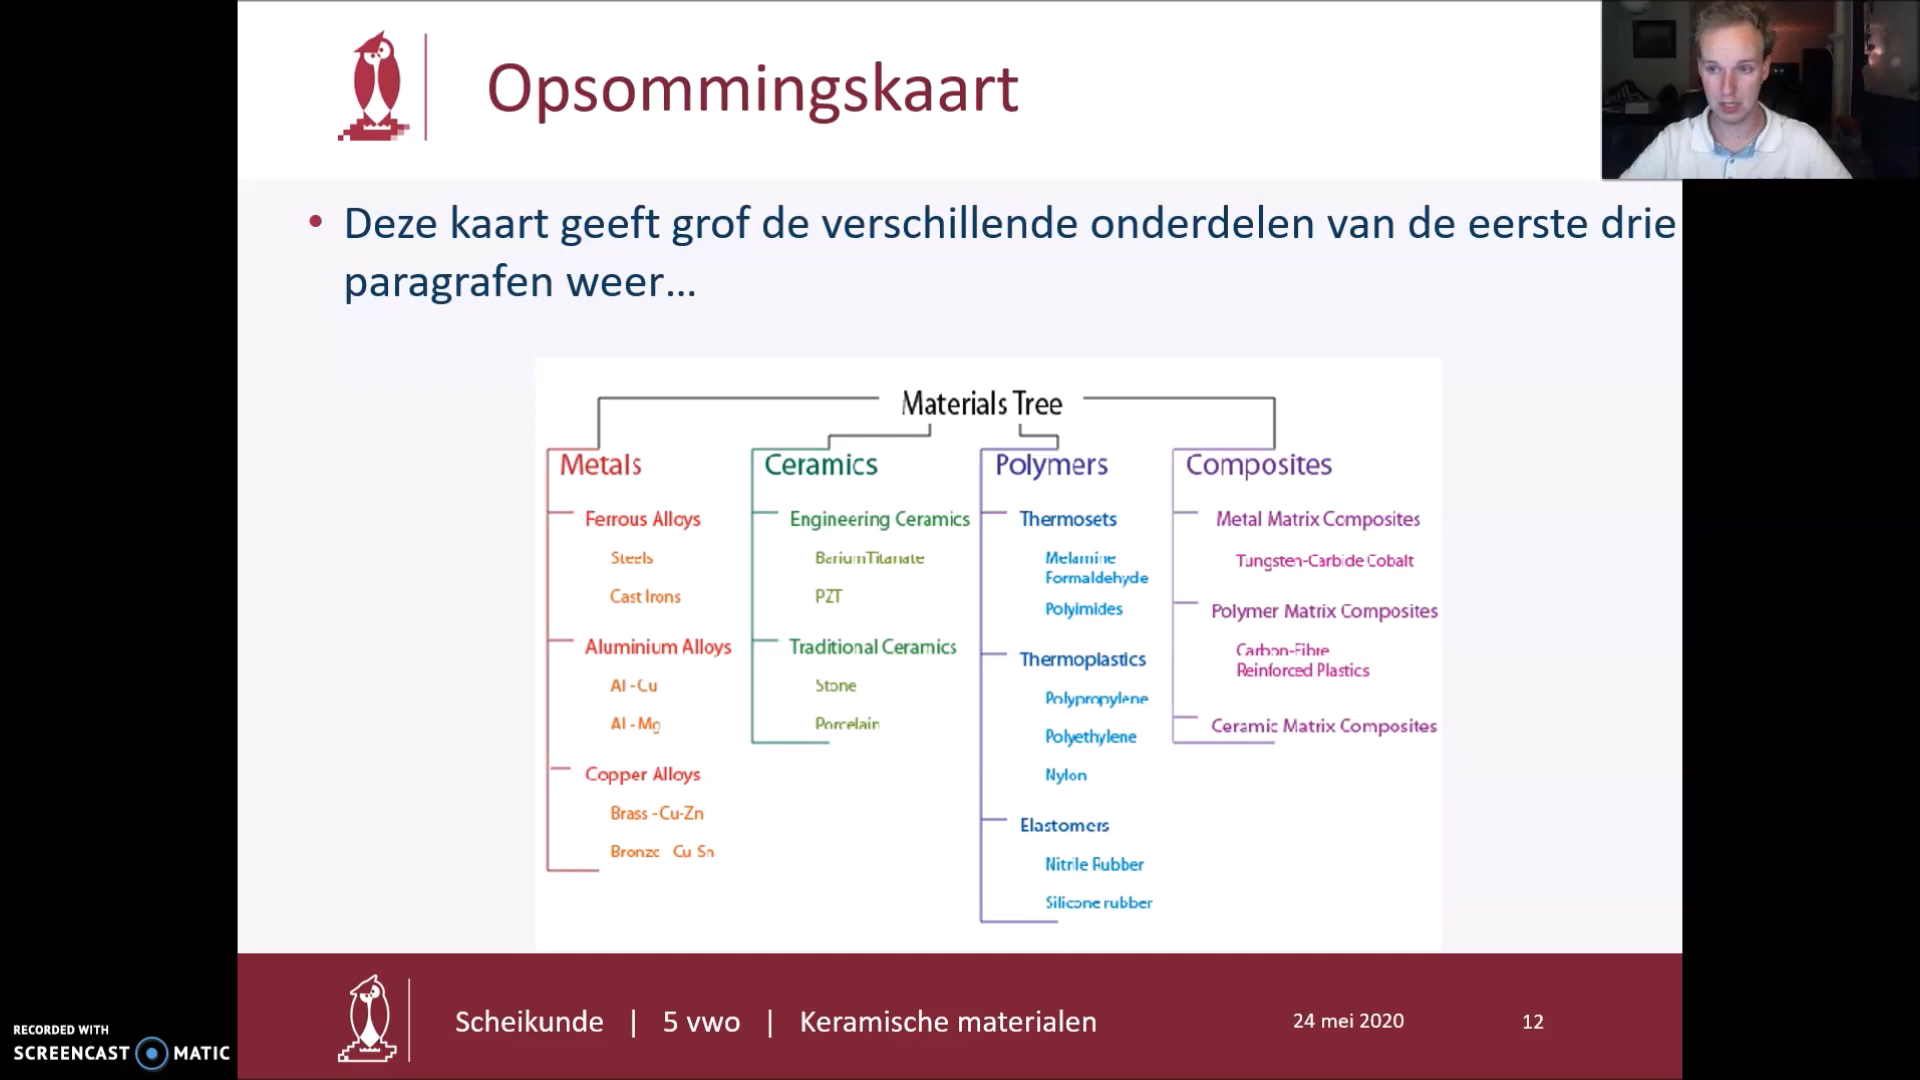 Opsommingskaart
• Deze kaart geeft grof de verschillende onderdelen van de eerste drie
paragrafen weer...
Materials Tree
Metals
Ferrous Alloys
Steels
Cast Irons
Aluminium Alloys
Al - Cu
Al - Mg
Copper Alloys
Brass - Cu-Zn
Bronze Cu Sn
Ceramics
Engineering Ceramics
Barium Titanate
PZT
Traditional Ceramics
Stone
Porcelain
Polymers
Thermosets
Melamine
Formaldehyde
Polyimides
Thermoplastics
Polypropylene
Polyethylene
Nylon
Elastomers
Nitrile Rubber
Silicone rubber
Composites
Metal Matrix Composites
Tungsten-Carbide Cobalt
Polymer Matrix Composites
Carbon-Fibre
Reinforced Plastics
Ceramic Matrix Composites
Scheikunde | 5 vwo | Keramische materialen 24 mei 2020 12
RECORDED WITH
SCREENCAST MATIC